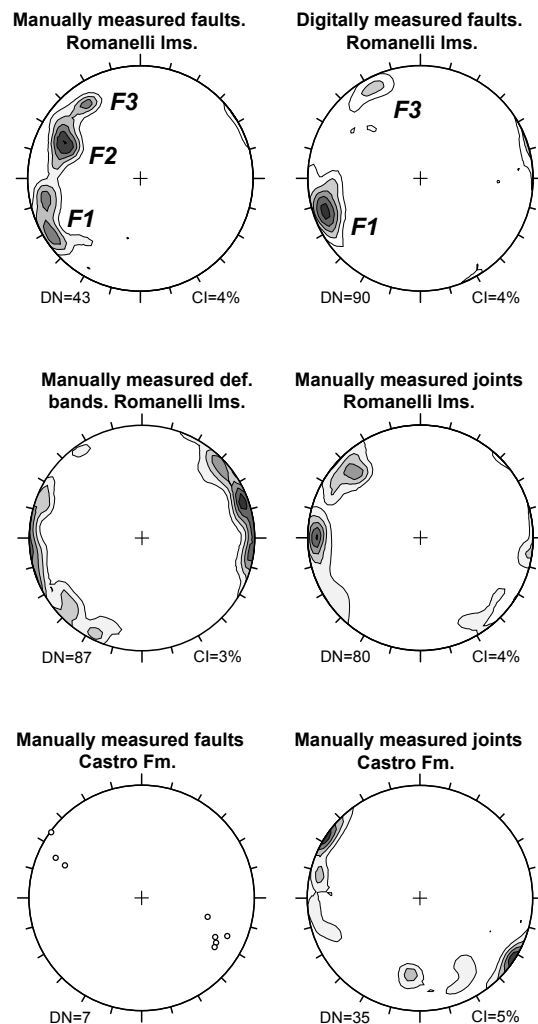 Manually measured faults.
Romanelli lms.
F3
F2
F1
DN=43
CI=4%
Digitally measured faults.
Romanelli lms.
F3
F1
DN=90
CI=4%
Manually measured def.
bands. Romanelli lms.
DN=87
CI=3%
Manually measured joints
Romanelli lms.
DN=80
CI=4%
Manually measured faults
Castro Fm.
DN=7
Manually measured joints
Castro Fm.
DN=35
CI=5%